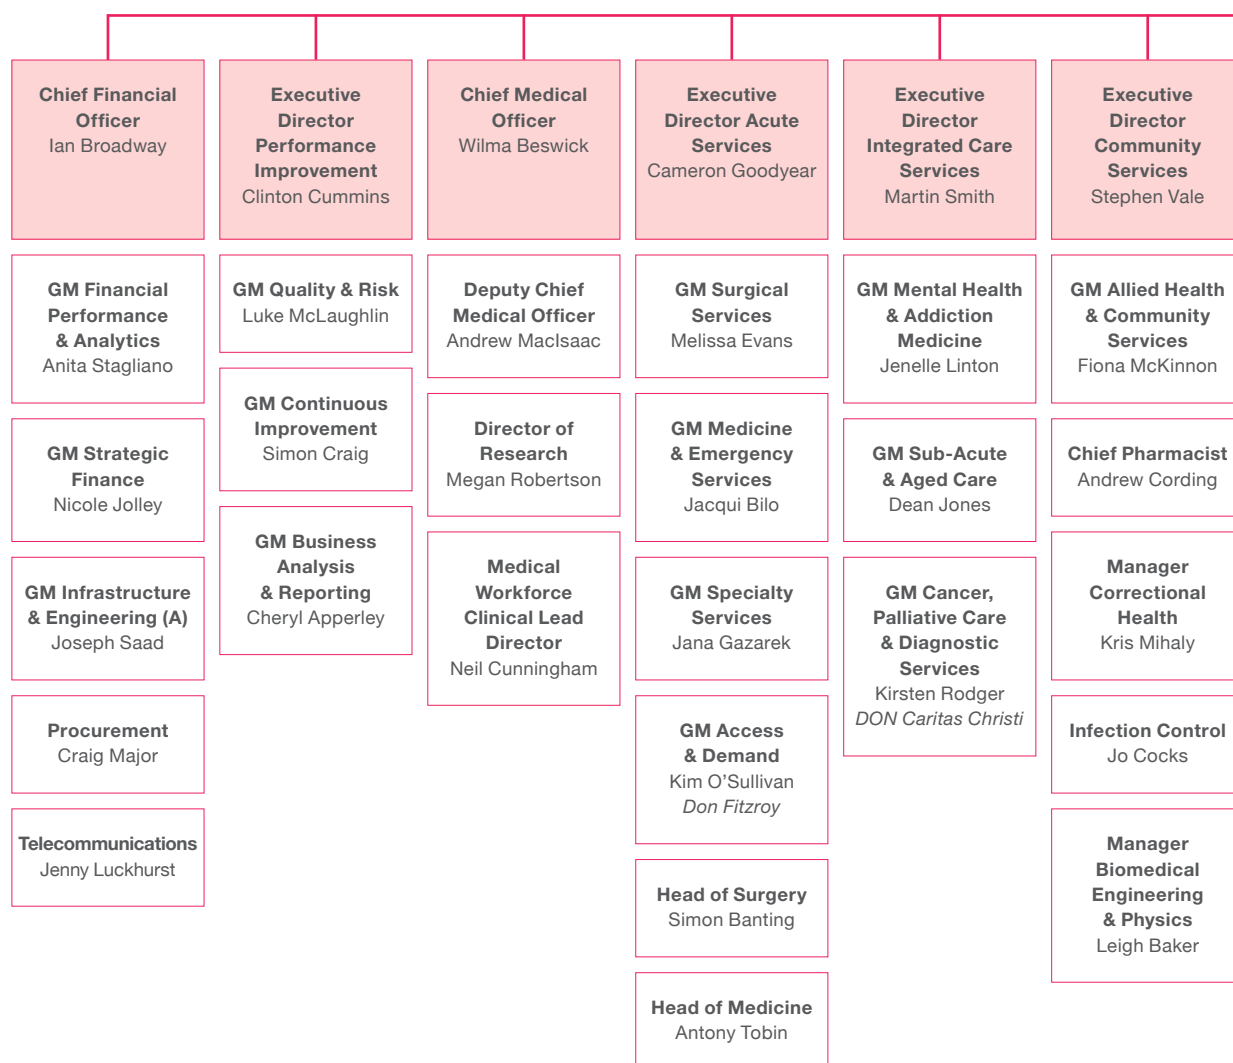 Chief Financial
Officer
Ian Broadway
GM Financial
Performance
& Analytics
Anita Stagliano
GM Strategic
Finance
Nicole Jolley
GM Infrastructure
& Engineering (A)
Joseph Saad
Procurement
Craig Major
Telecommunications
Jenny Luckhurst
Executive
Director
Performance
Improvement
Clinton Cummins
GM Quality & Risk
Luke McLaughlin
GM Continuous
Improvement
Simon Craig
GM Business
Analysis
& Reporting
Cheryl Apperley
Chief Medical
Officer
Wilma Beswick
Deputy Chief
Medical Officer
Andrew MacIsaac
Director of
Research
Megan Robertson
Medical
Workforce
Clinical Lead
Director
Neil Cunningham
Executive
Director Acute
Services
Cameron Goodyear
GM Surgical
Services
Melissa Evans
GM Medicine
& Emergency
Services
Jacqui Bilo
GM Specialty
Services
Jana Gazarek
GM Access
& Demand
Kim O’Sullivan
Don Fitzroy
Head of Surgery
Simon Banting
Head of Medicine
Antony Tobin
Executive
Director
Integrated Care
Services
Martin Smith
GM Mental Health
& Addiction
Medicine
Jenelle Linton
GM Sub-Acute
& Aged Care
Dean Jones
GM Cancer,
Palliative Care
& Diagnostic
Services
Kirsten Rodger
DON Caritas Christi
Executive
Director
Community
Services
Stephen Vale
GM Allied Health
& Community
Services
Fiona McKinnon
Chief Pharmacist
Andrew Cording
Manager
Correctional
Health
Kris Mihaly
Infection Control
Jo Cocks
Manager
Biomedical
Engineering
& Physics
Leigh Baker